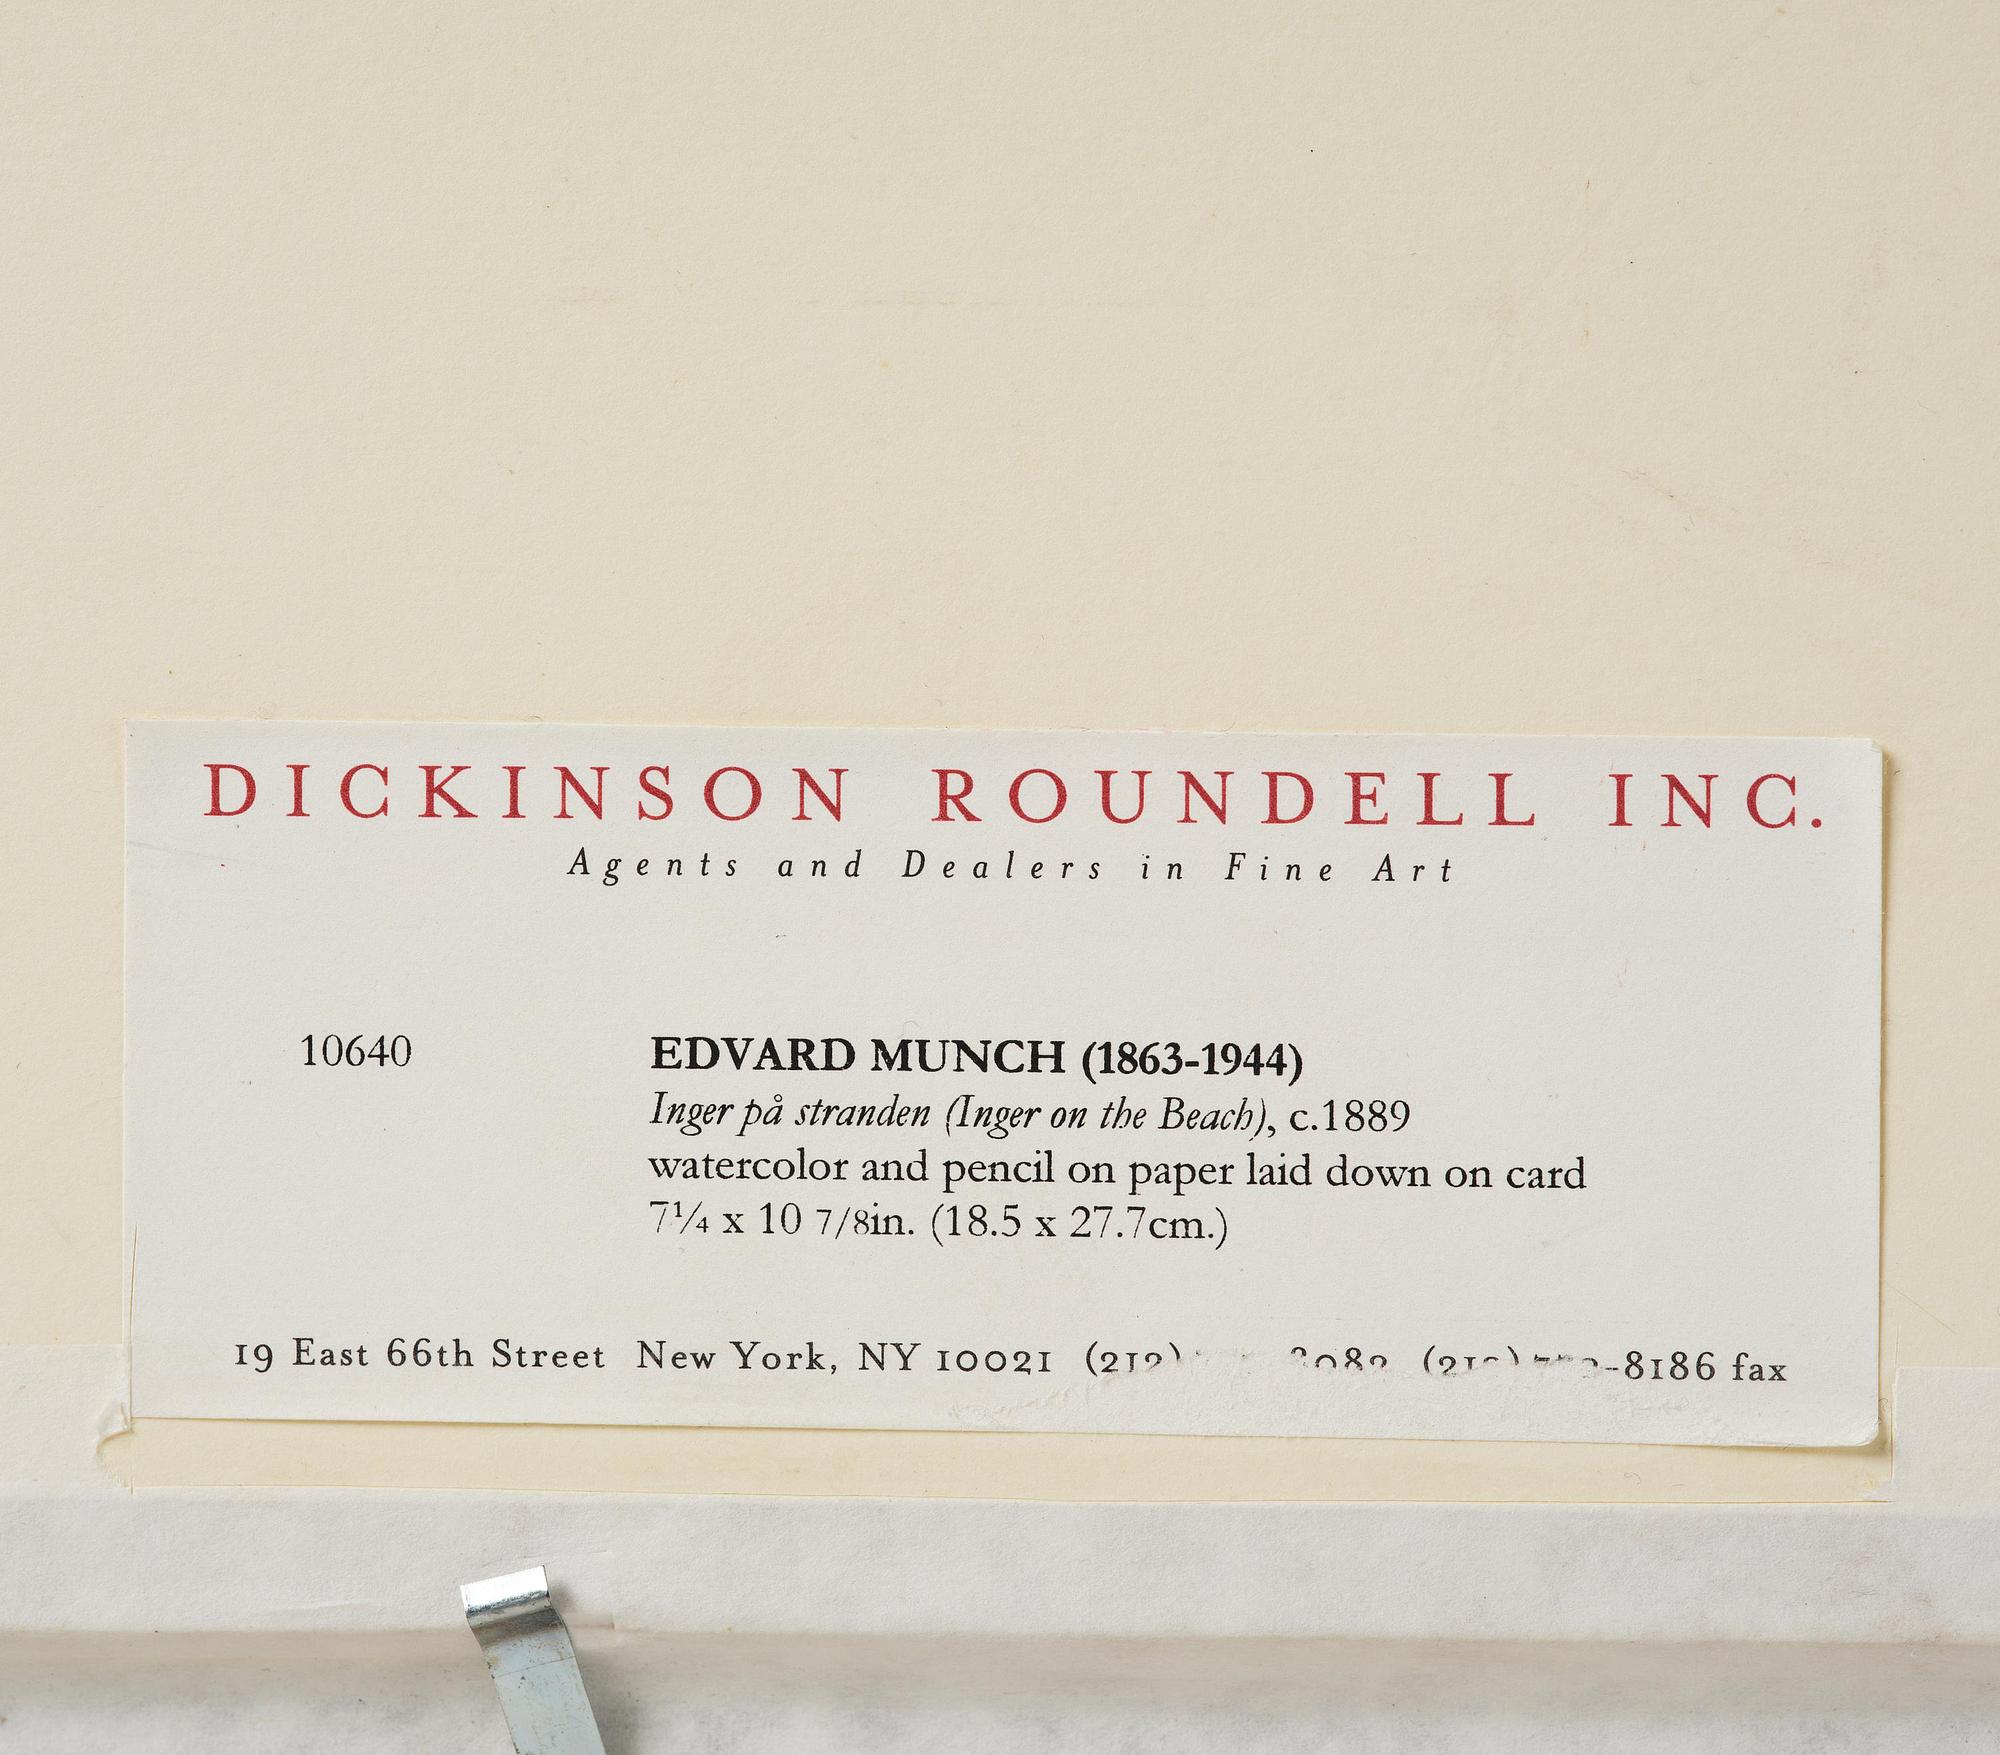 DICKINSON ROUNDELL INC.
Agents and Dealers in Fine Art
10640
EDVARD MUNCH (1863-1944)
Inger på stranden (Inger on the Beach), c.1889
watercolor and pencil on paper laid down on card
7¼ x 10 7/8in. (18.5 x 27.7cm.)
19 East 66th Street New York, NY 10021 (212) -8186 fax